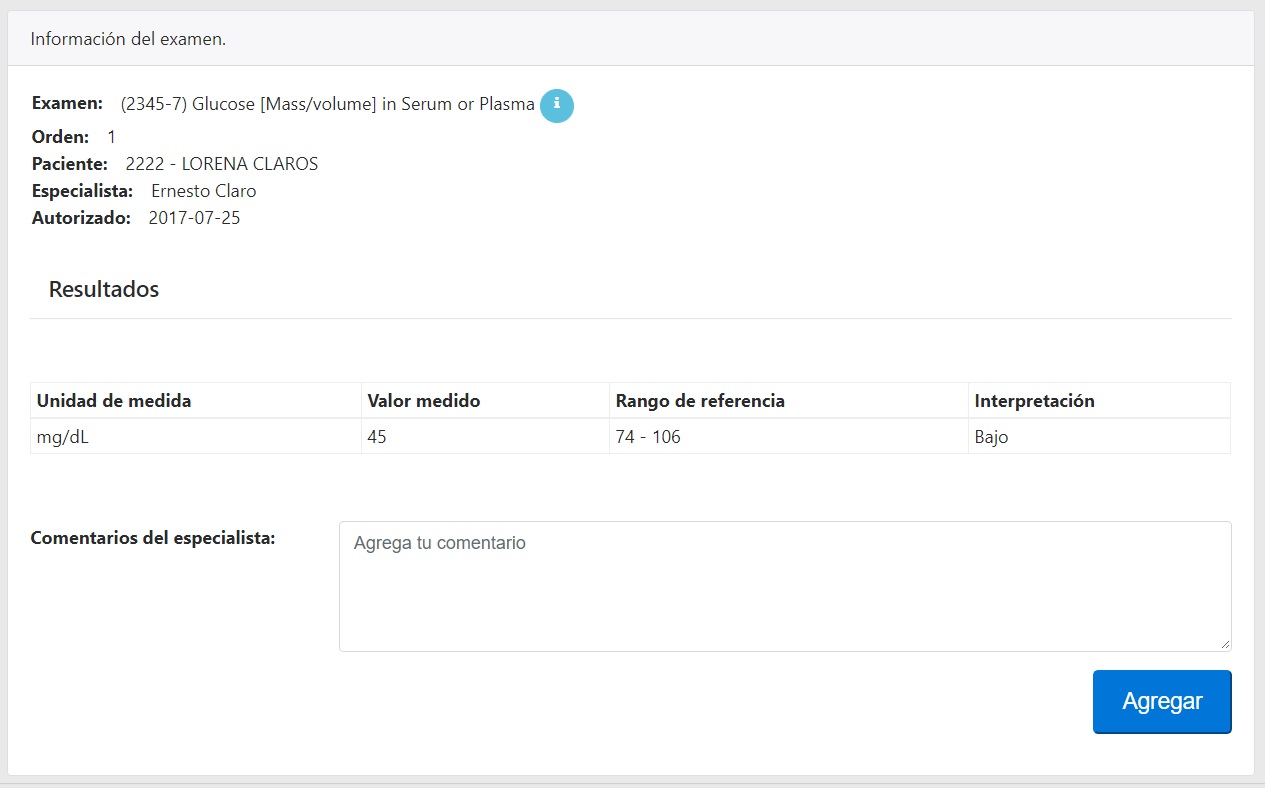 Información del examen.
Examen: (2345-7) Glucose [Mass/volume] in Serum or Plasma i
Orden: 1
Paciente: 2222 - LORENA CLAROS
Especialista: Ernesto Claro
Autorizado: 2017-07-25
Resultados
Unidad de medida Valor medido Rango de referencia Interpretación
mg/dL 45 74 - 106 Bajo
Comentarios del especialista: Agrega tu comentario
Agregar